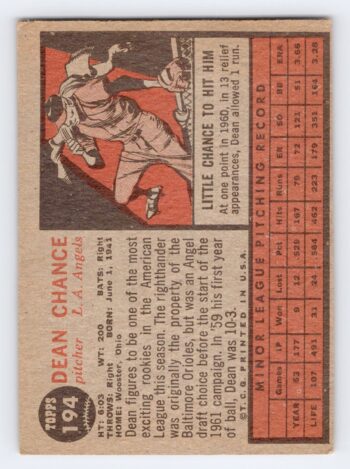 TOPPS
194
DEAN CHANCE
pitcher L. A. Angels
HT: 6:03 WT: 200 BATS: Right
THROWS: Right BORN: June 1, 1941
HOME: Wooster, Ohio
Dean figures to be one of the most
exciting rookies in the American
League this season. The righthander
was originally the property of the
Baltimore Orioles, but was an Angel
draft choice before the start of the
1961 campaign. In '59 his first year
of ball, Dean was 10-3.
LITTLE CHANCE TO HIT HIM
At one point in 1960, in 13 relief
appearances, Dean allowed 1 run.
© T.C.G. PRINTED IN U.S.A.
MINOR LEAGUE PITCHING RECORD
Games IP Won Lost Pct Hits Runs ER SO BB ERA
YEAR 63 177 9 12 79 72 121 51 3.66
LIFE 107 491 31 24 564 462 223 179 317 164 3.28